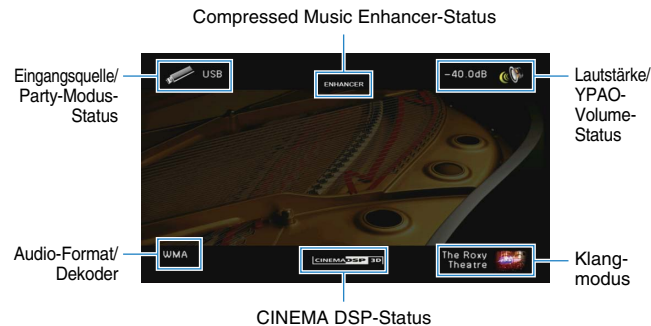 Compressed Music Enhancer-Status
Eingangsquelle/
Party-Modus-
Status
USB
ENHANCER
-40.0dB
Lautstärke/
YPAO-
Volume-
Status
Audio-Format/
Dekoder
WMA
CINEMA DSP 3D
The Roxy
Theatre
Klang-
modus
CINEMA DSP-Status